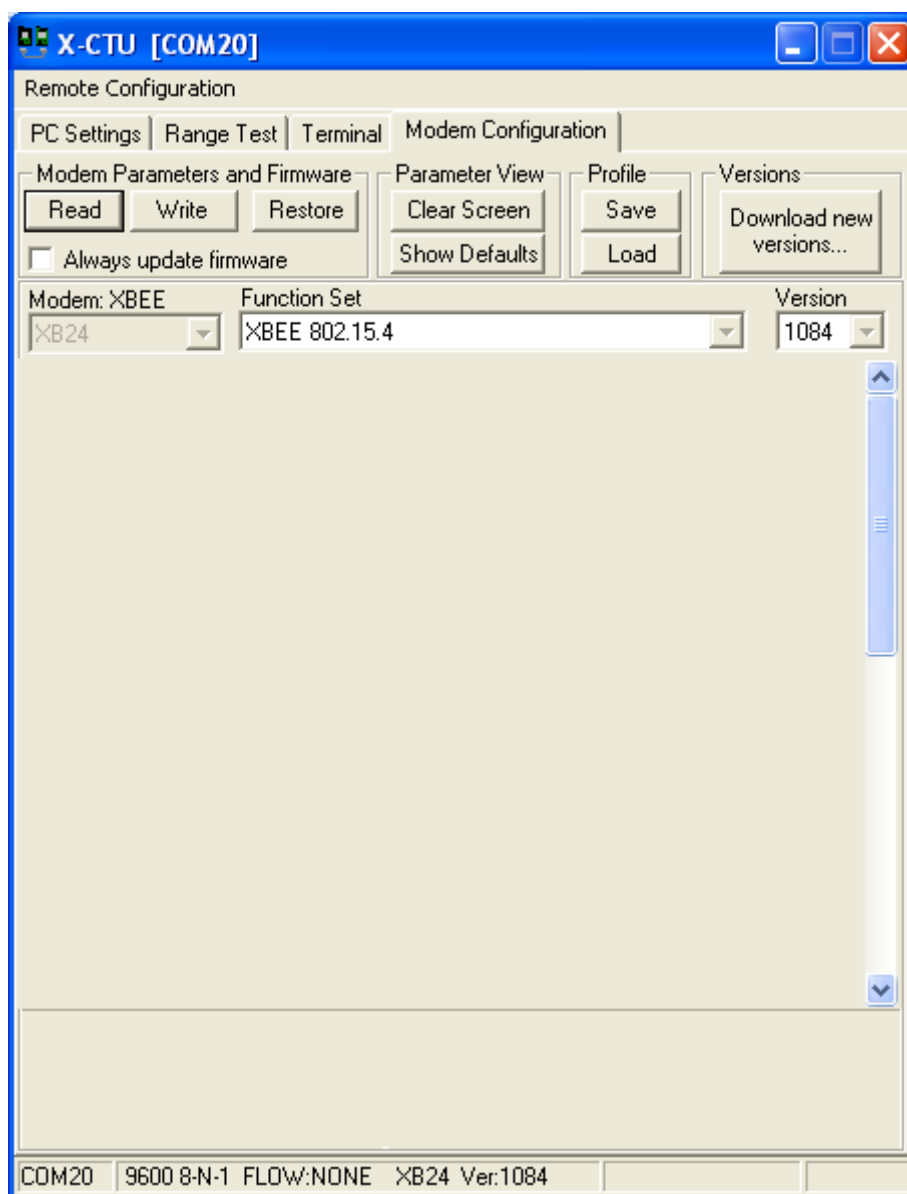 X-CTU [COM20]
Remote Configuration
PC Settings Range Test Terminal Modem Configuration
Modem Parameters and Firmware Parameter View Profile Versions
Read Write Restore Clear Screen Save Download new versions...
Always update firmware Show Defaults Load
Modem: XBEE Function Set Version
XB24 XBEE 802.15.4 1084
COM20 9600 8-N-1 FLOW:NONE XB24 Ver:1084